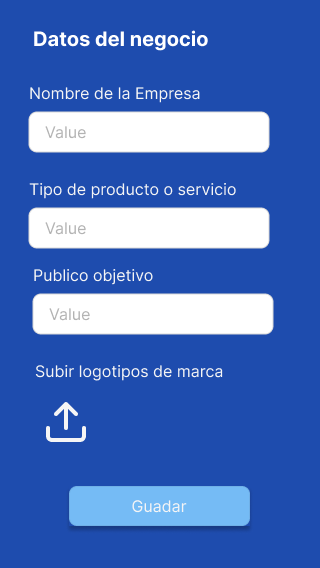 Datos del negocio
Nombre de la Empresa
Value
Tipo de producto o servicio
Value
Publico objetivo
Value
Subir logotipos de marca
Guadar